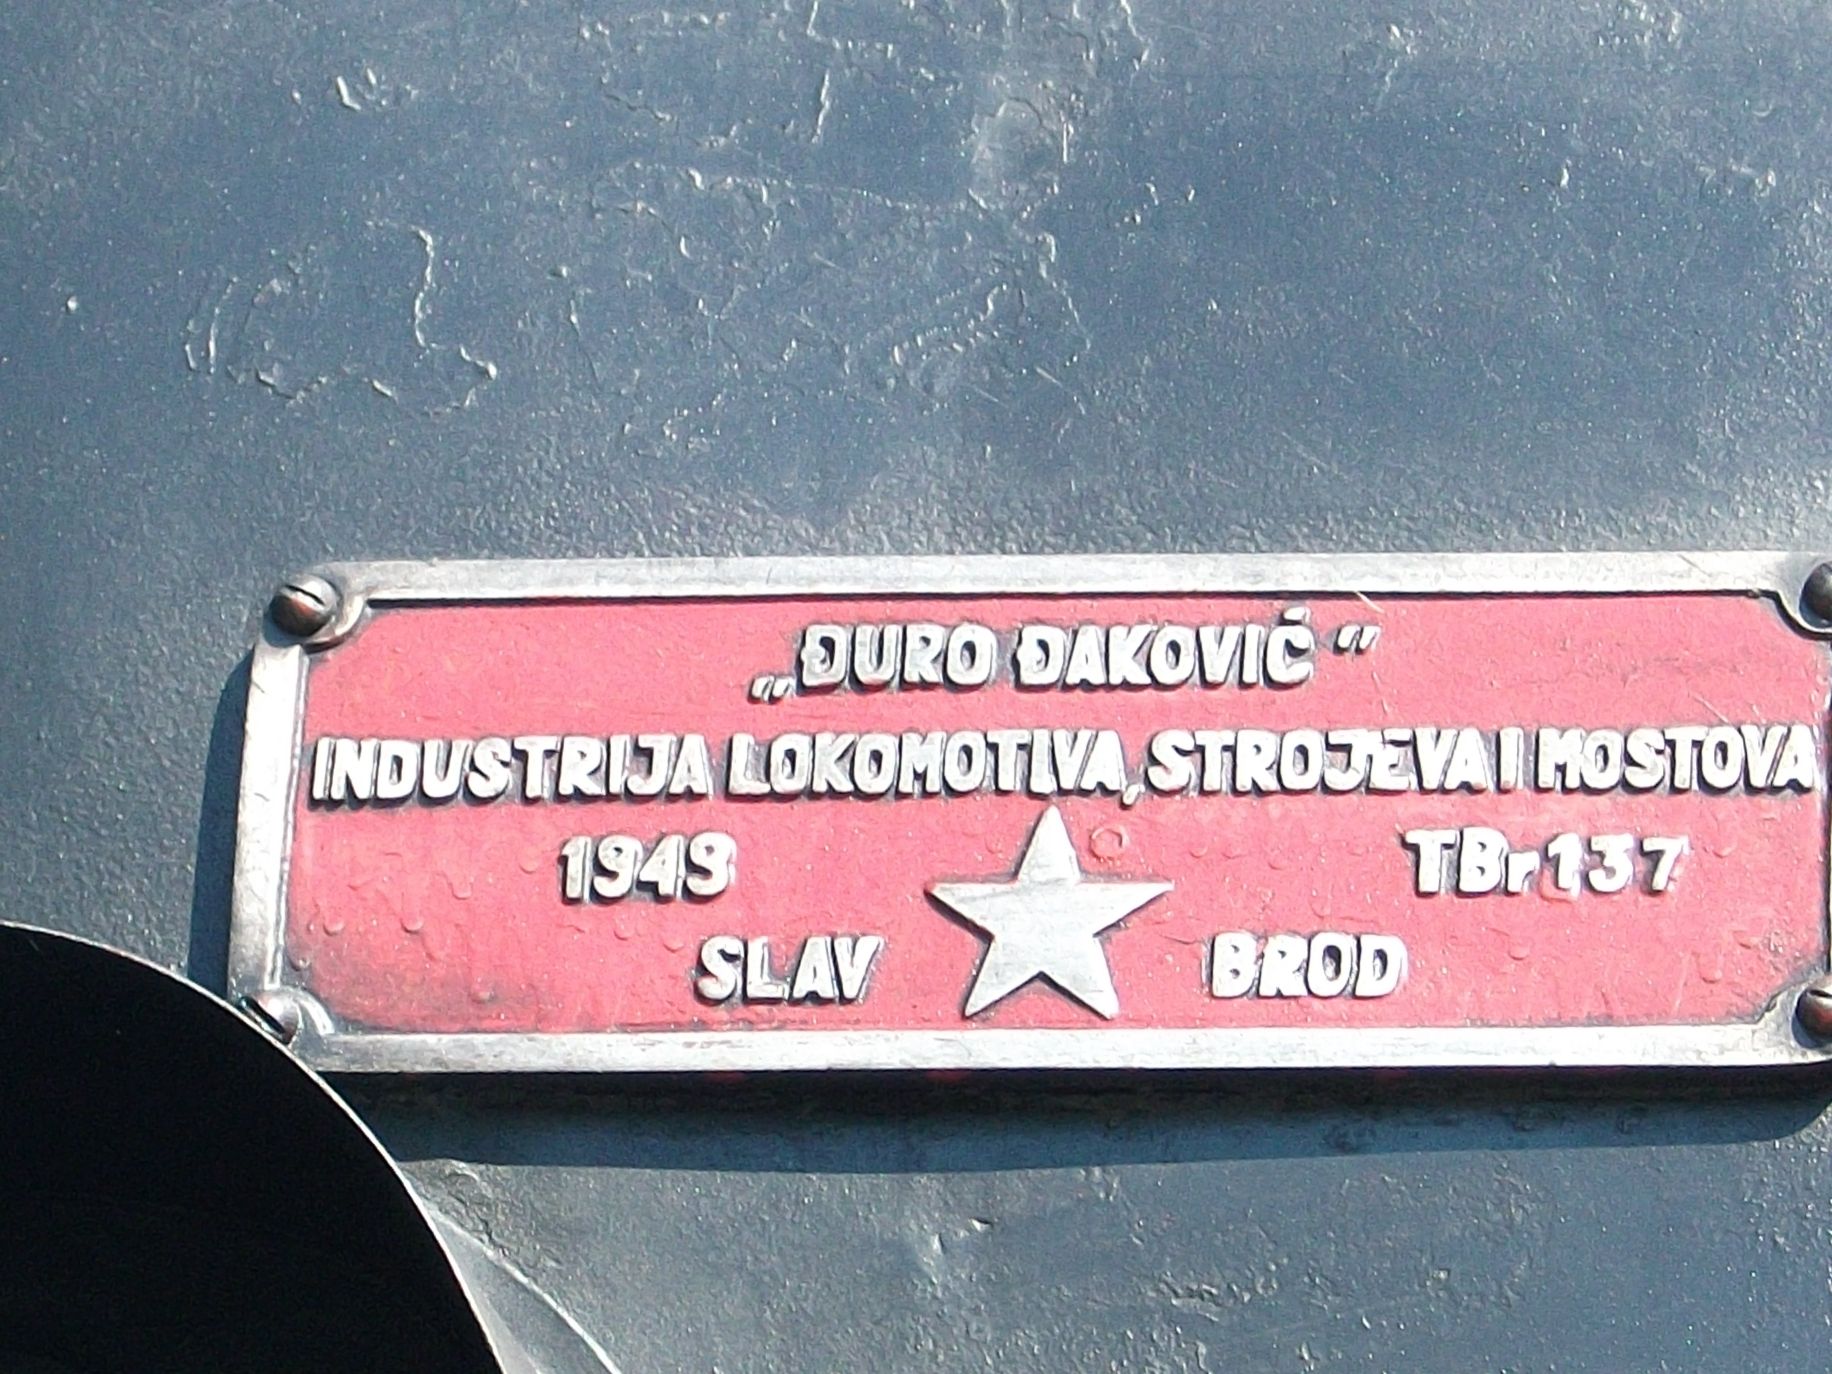 „ĐURO ĐAKOVIĆ“
INDUSTRIJA LOKOMOTIVA, STROJEVA I MOSTOVA
1949 TBr 137
SLAV BROD